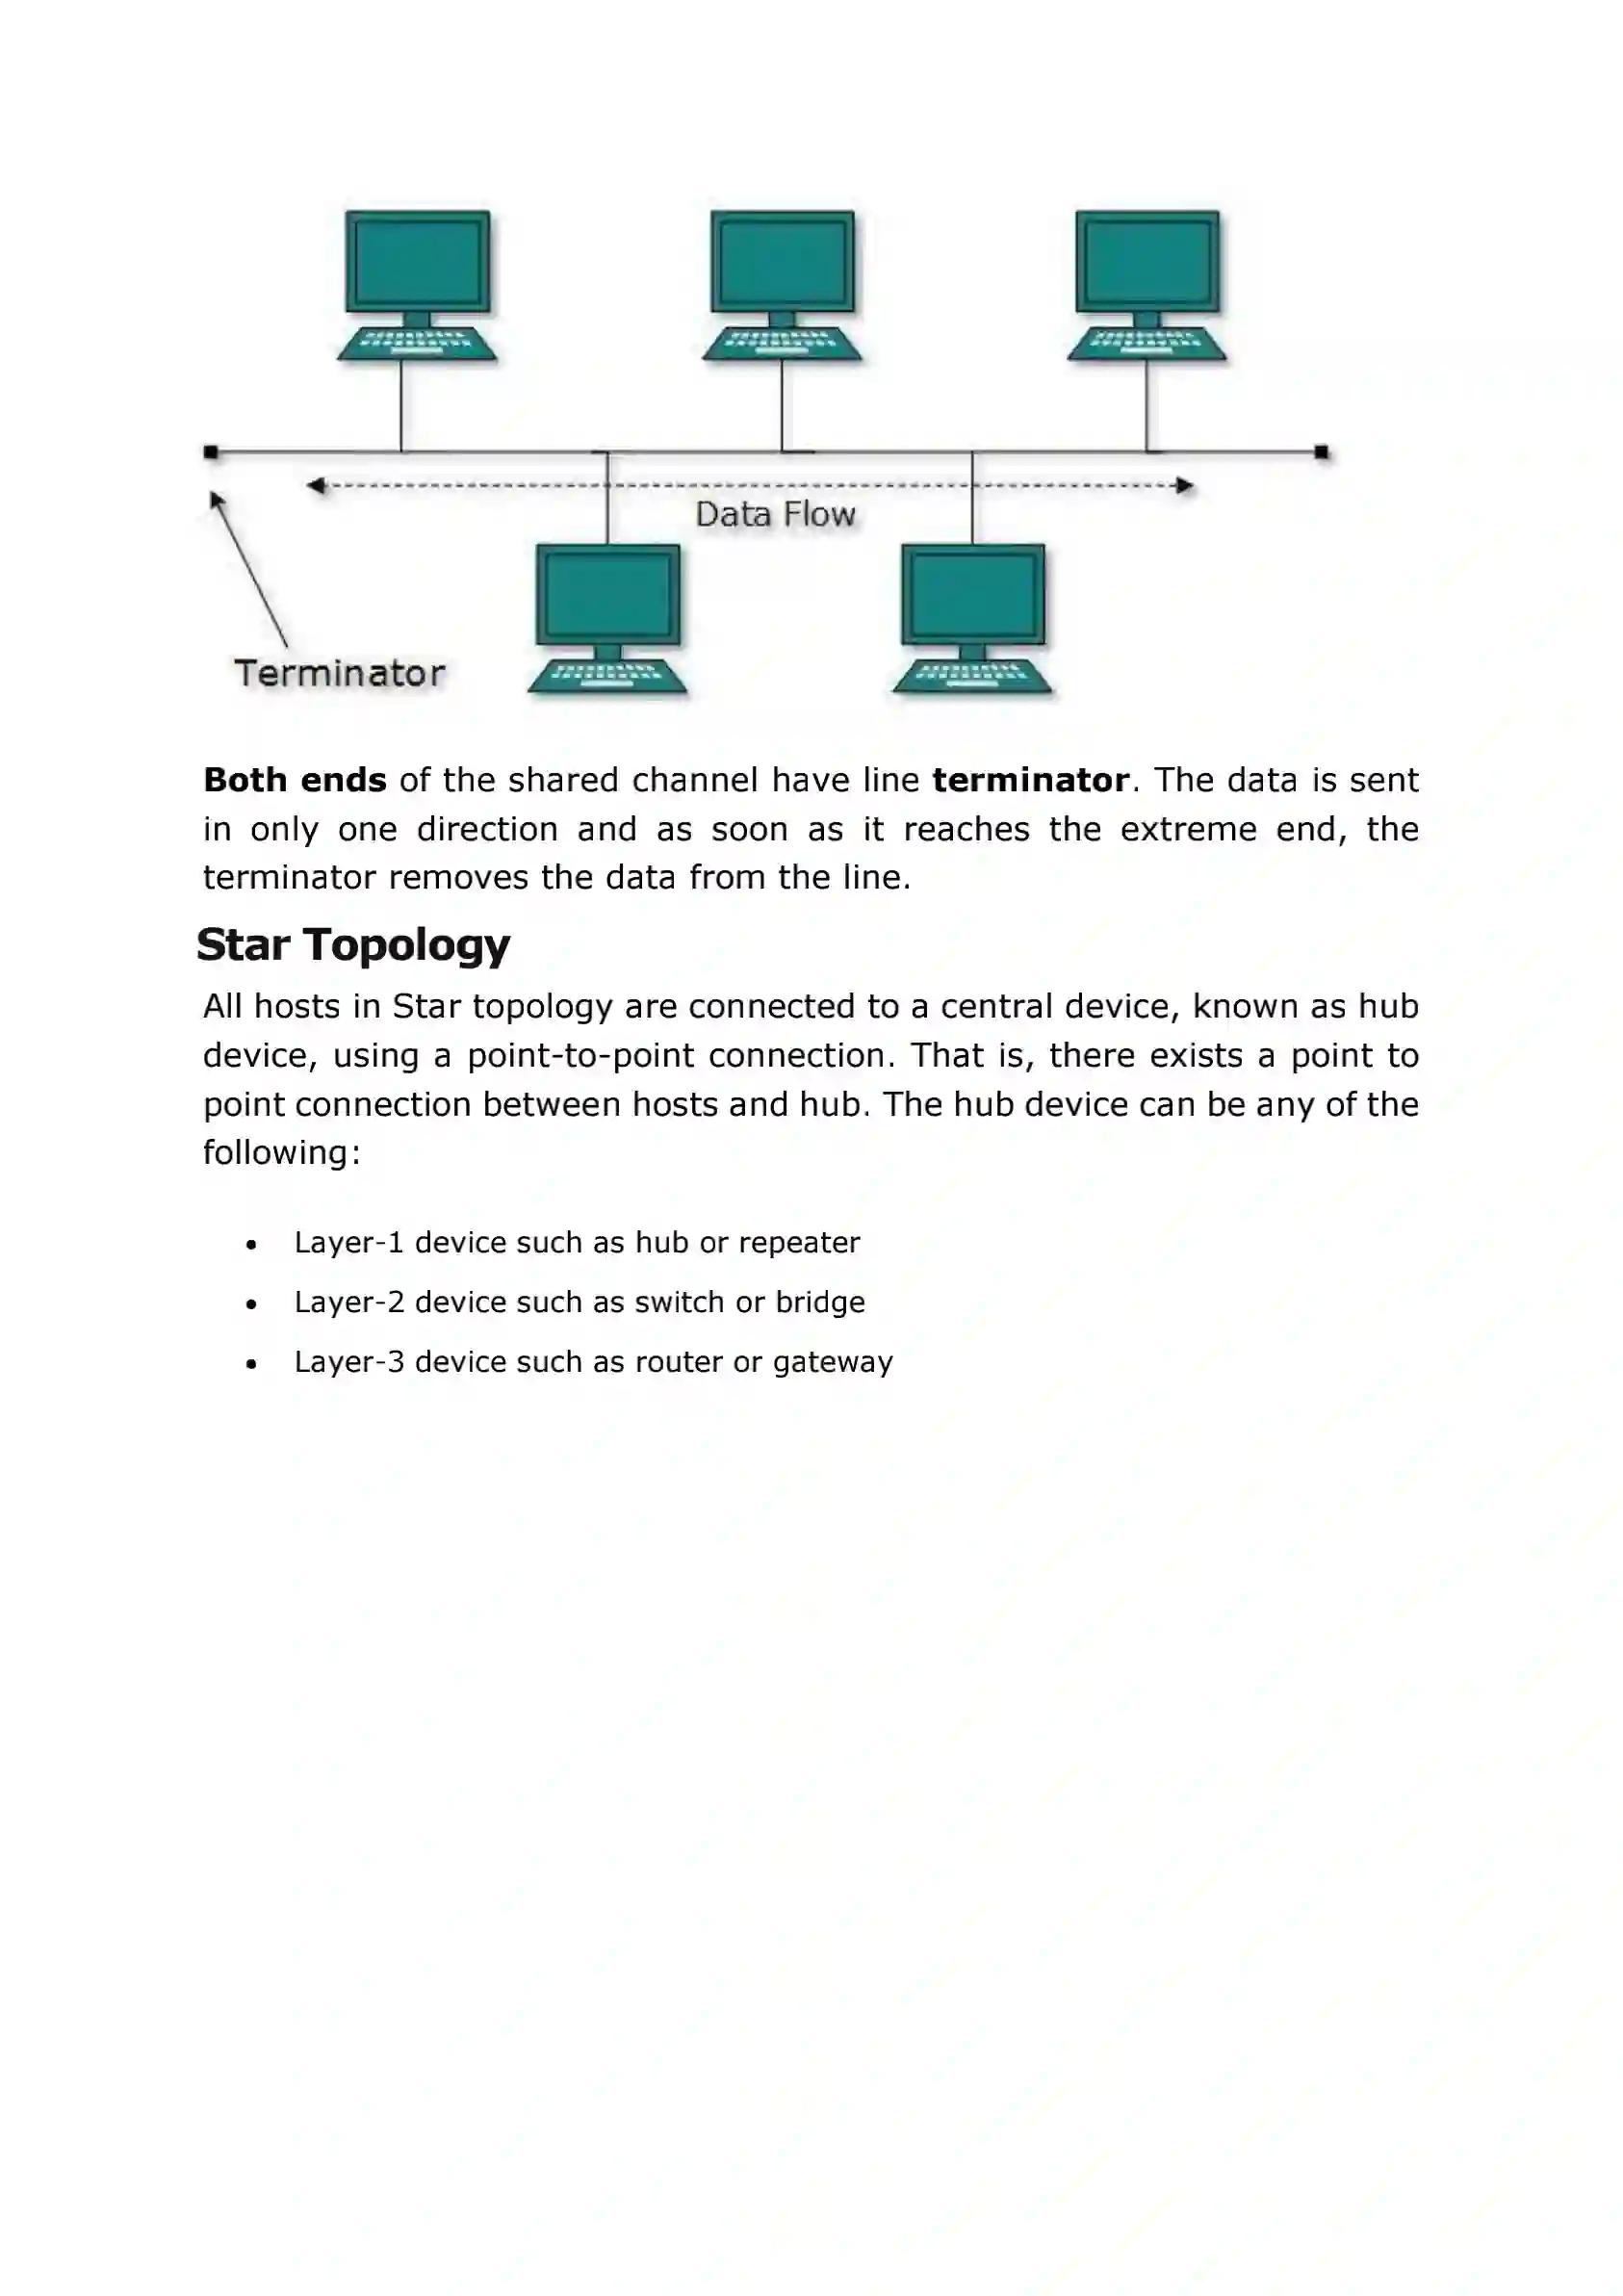 Data Flow
Terminator
Both ends of the shared channel have line terminator. The data is sent
in only one direction and as soon as it reaches the extreme end, the
terminator removes the data from the line.
Star Topology
All hosts in Star topology are connected to a central device, known as hub
device, using a point-to-point connection. That is, there exists a point to
point connection between hosts and hub. The hub device can be any of the
following:
• Layer-1 device such as hub or repeater
• Layer-2 device such as switch or bridge
• Layer-3 device such as router or gateway